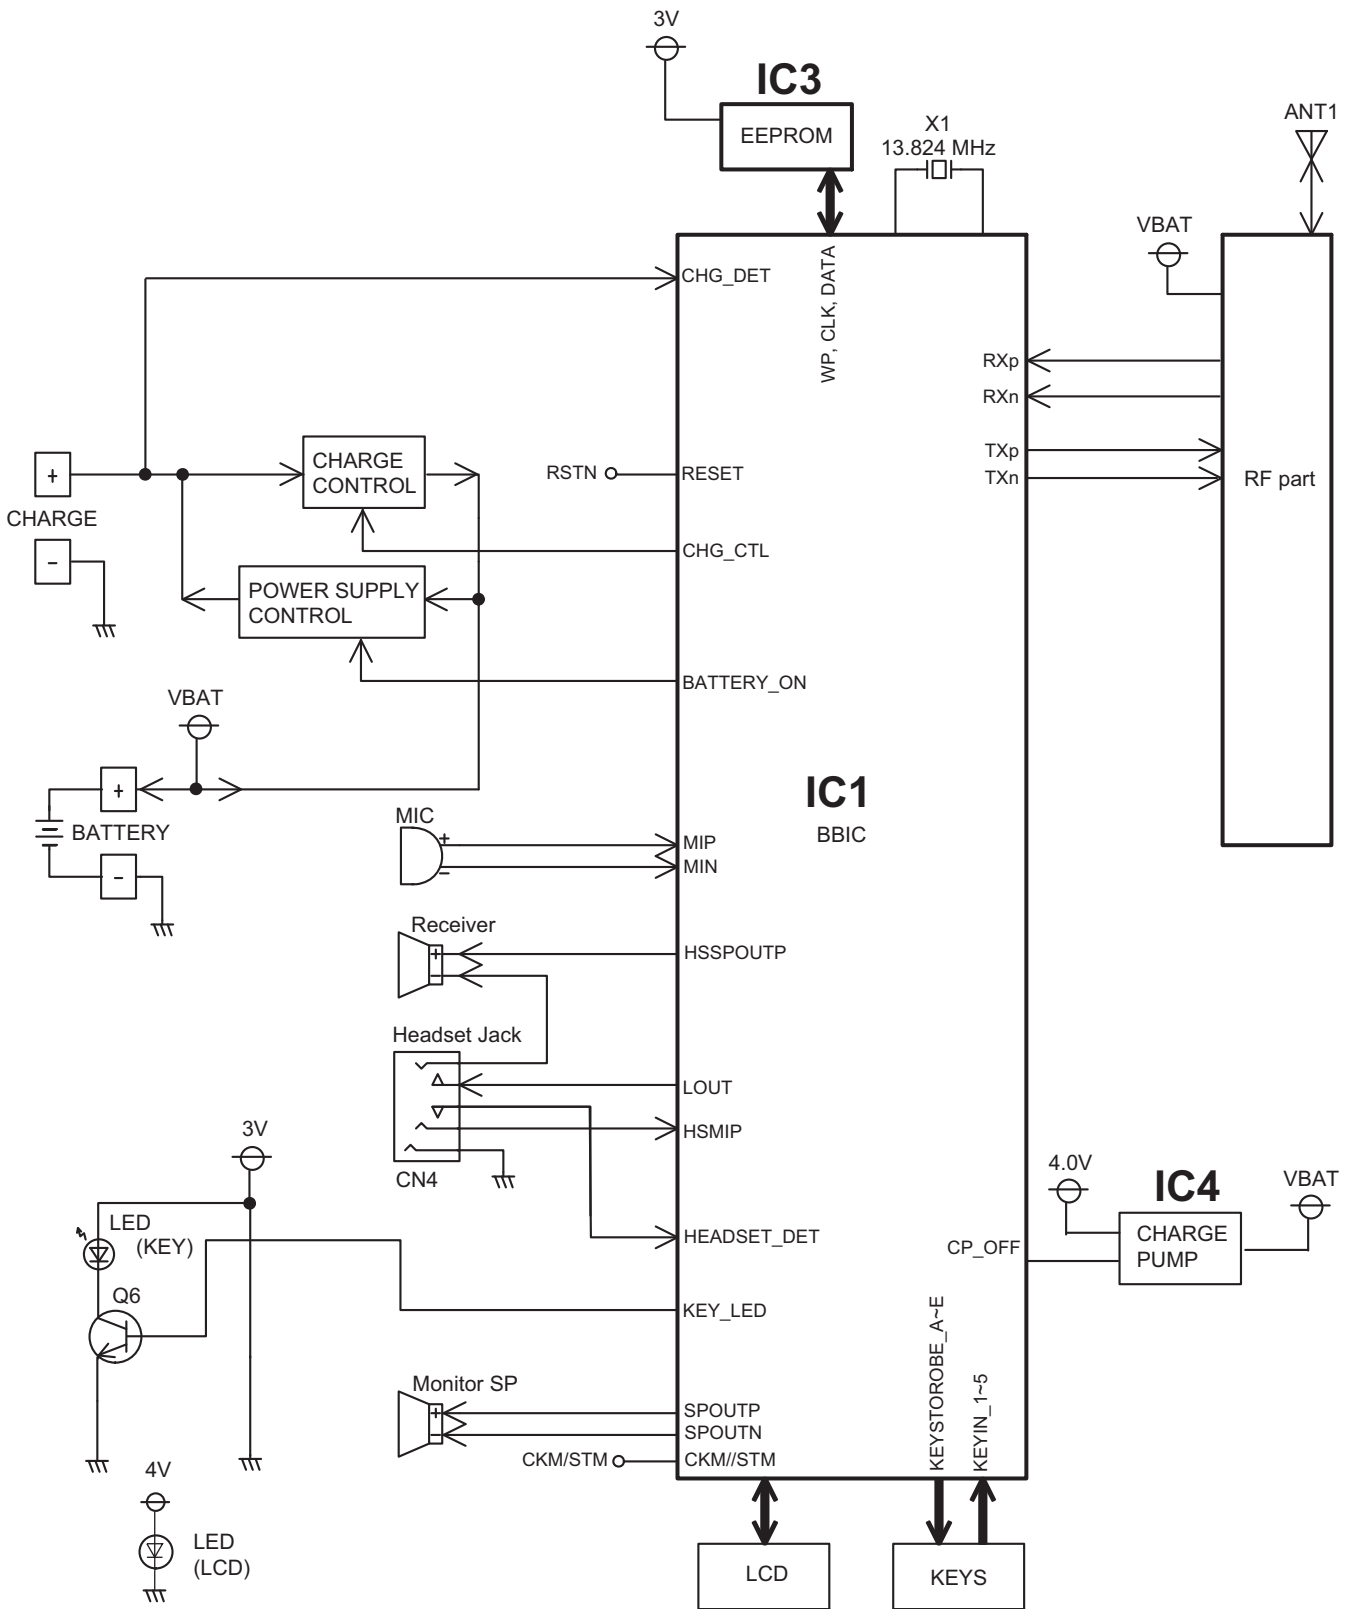 3V
IC3
EEPROM
X1
13.824 MHz
ANT1
VBAT
WP, CLK, DATA
CHG_DET
RXp
RXn
TXp
TXn
RF part
+
CHARGE
-
CHARGE
CONTROL
RSTN
RESET
CHG_CTL
POWER SUPPLY
CONTROL
BATTERY_ON
VBAT
+
BATTERY
-
IC1
BBIC
MIC
+
-
MIP
MIN
Receiver
+
-
HSSPOUTP
Headset Jack
LOUT
HSMIP
CN4
3V
LED
(KEY)
Q6
HEADSET_DET
KEY_LED
4.0V
IC4
VBAT
CP_OFF
CHARGE
PUMP
KEYSTOROBE_A~E
KEYIN_1~5
Monitor SP
+
-
SPOUTP
SPOUTN
CKM/STM
CKM//STM
4V
LED
(LCD)
LCD
KEYS